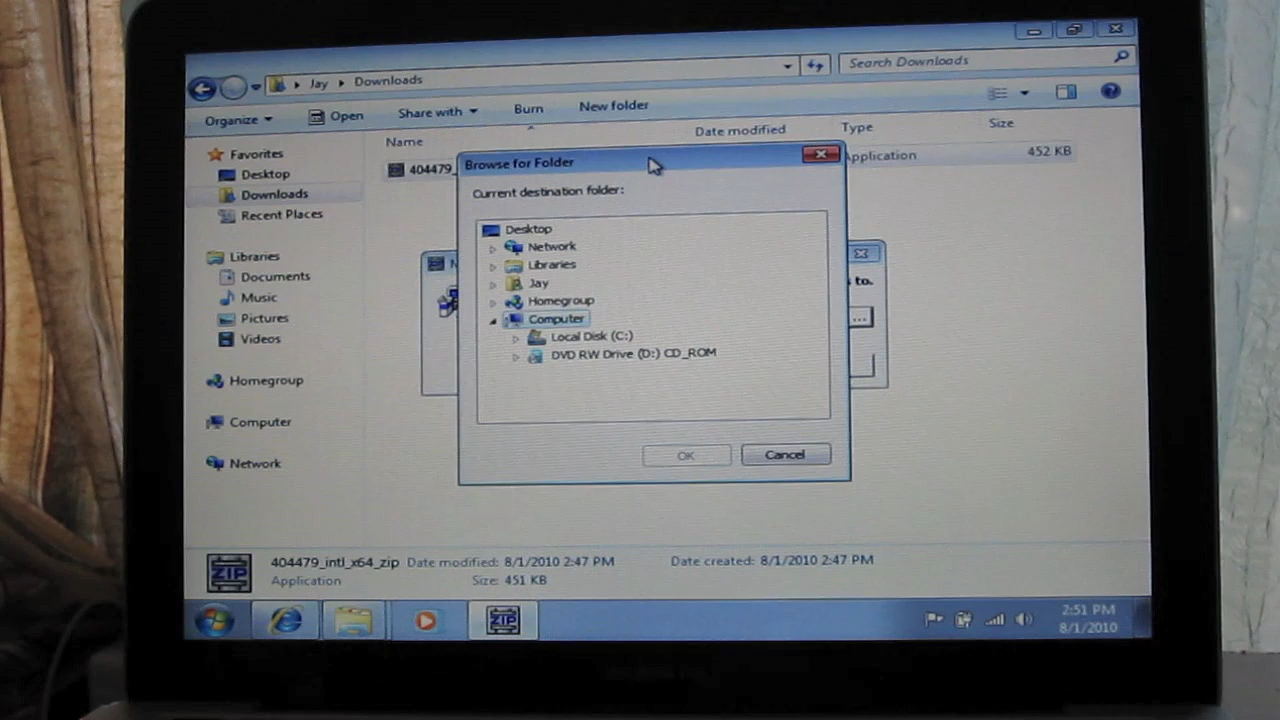 Jay Downloads
Search Downloads
Organize Open Share with Burn New folder
Name Date modified Type Size
Favorites
Desktop
Downloads
Recent Places
Libraries
Documents
Music
Pictures
Videos
Homegroup
Computer
Network
404479_ Application 452 KB
N
to.
...
Browse for Folder
Current destination folder:
Desktop
Network
Libraries
Jay
Homegroup
Computer
Local Disk (C:)
DVD RW Drive (D:) CD_ROM
OK Cancel
ZIP
404479_intl_x64_zip Date modified: 8/1/2010 2:47 PM Date created: 8/1/2010 2:47 PM
Application Size: 451 KB
ZIP
2:51 PM
8/1/2010